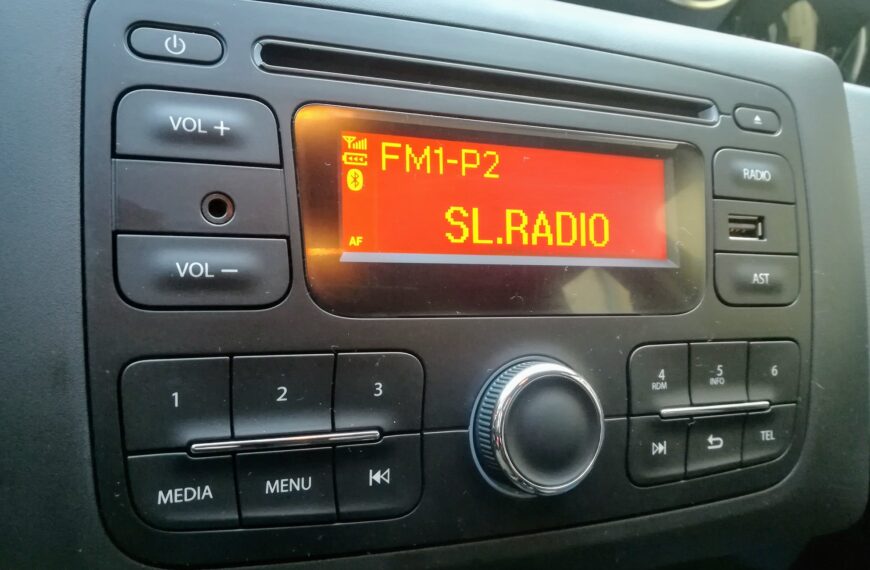 VOL +
FM1-P2
RADIO
SL.RADIO
AF
VOL –
AST
1
2
3
4
RDM
5
INFO
6
MEDIA
MENU
TEL